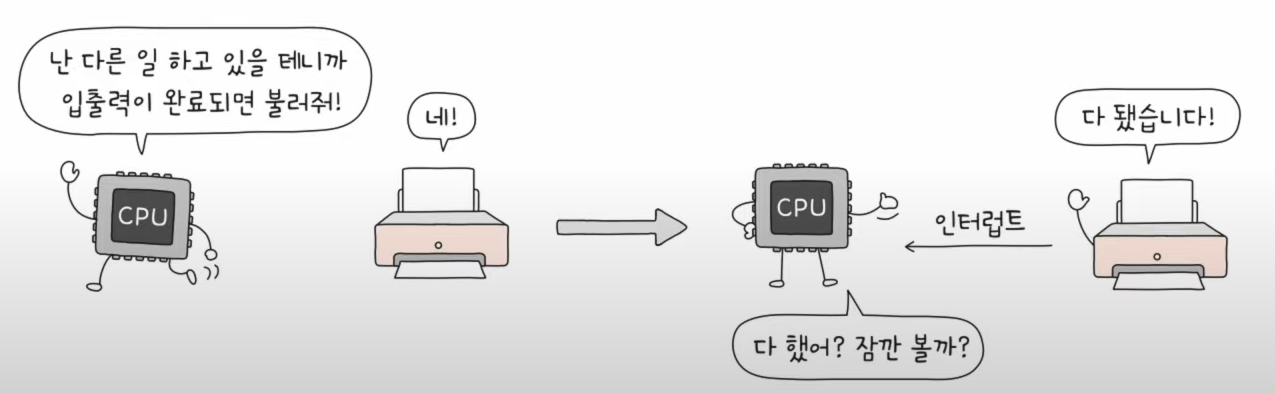 난 다른 일 하고 있을 테니까
입출력이 완료되면 불러줘!
네!
CPU
다 됐습니다!
CPU
인터럽트
다 했어? 잠깐 볼까?